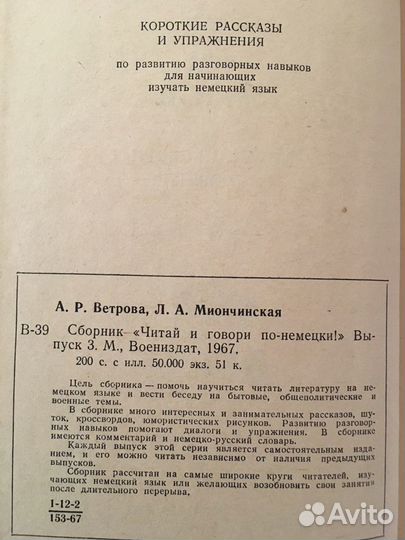 КОРОТКИЕ РАССКАЗЫ
И УПРАЖНЕНИЯ
по развитию разговорных навыков
для начинающих
изучать немецкий язык
А. Р. Ветрова, Л. А. Миончинская
В-39 Сборник «Читай и говори по-немецки!» Вы-
пуск 3. М., Воениздат, 1967.
200 с. с илл. 50.000 экз. 51 к.
Цель сборника — помочь научиться читать литературу на не-
мецком языке и вести беседу на бытовые, общеполитические и
военные темы.
В сборнике много интересных и занимательных рассказов, шу-
ток, кроссвордов, юмористических рисунков. Развитию разговор-
ных навыков помогают диалоги и упражнения. В сборнике
имеются комментарий и немецко-русский словарь.
Каждый выпуск этой серии является самостоятельным изда-
нием, и его можно читать независимо от наличия предыдущих
выпусков.
Сборник рассчитан на самые широкие круги читателей, изу-
чающих немецкий язык или желающих возобновить свои занятия
после длительного перерыва.
1-12-2
153-67
Avito